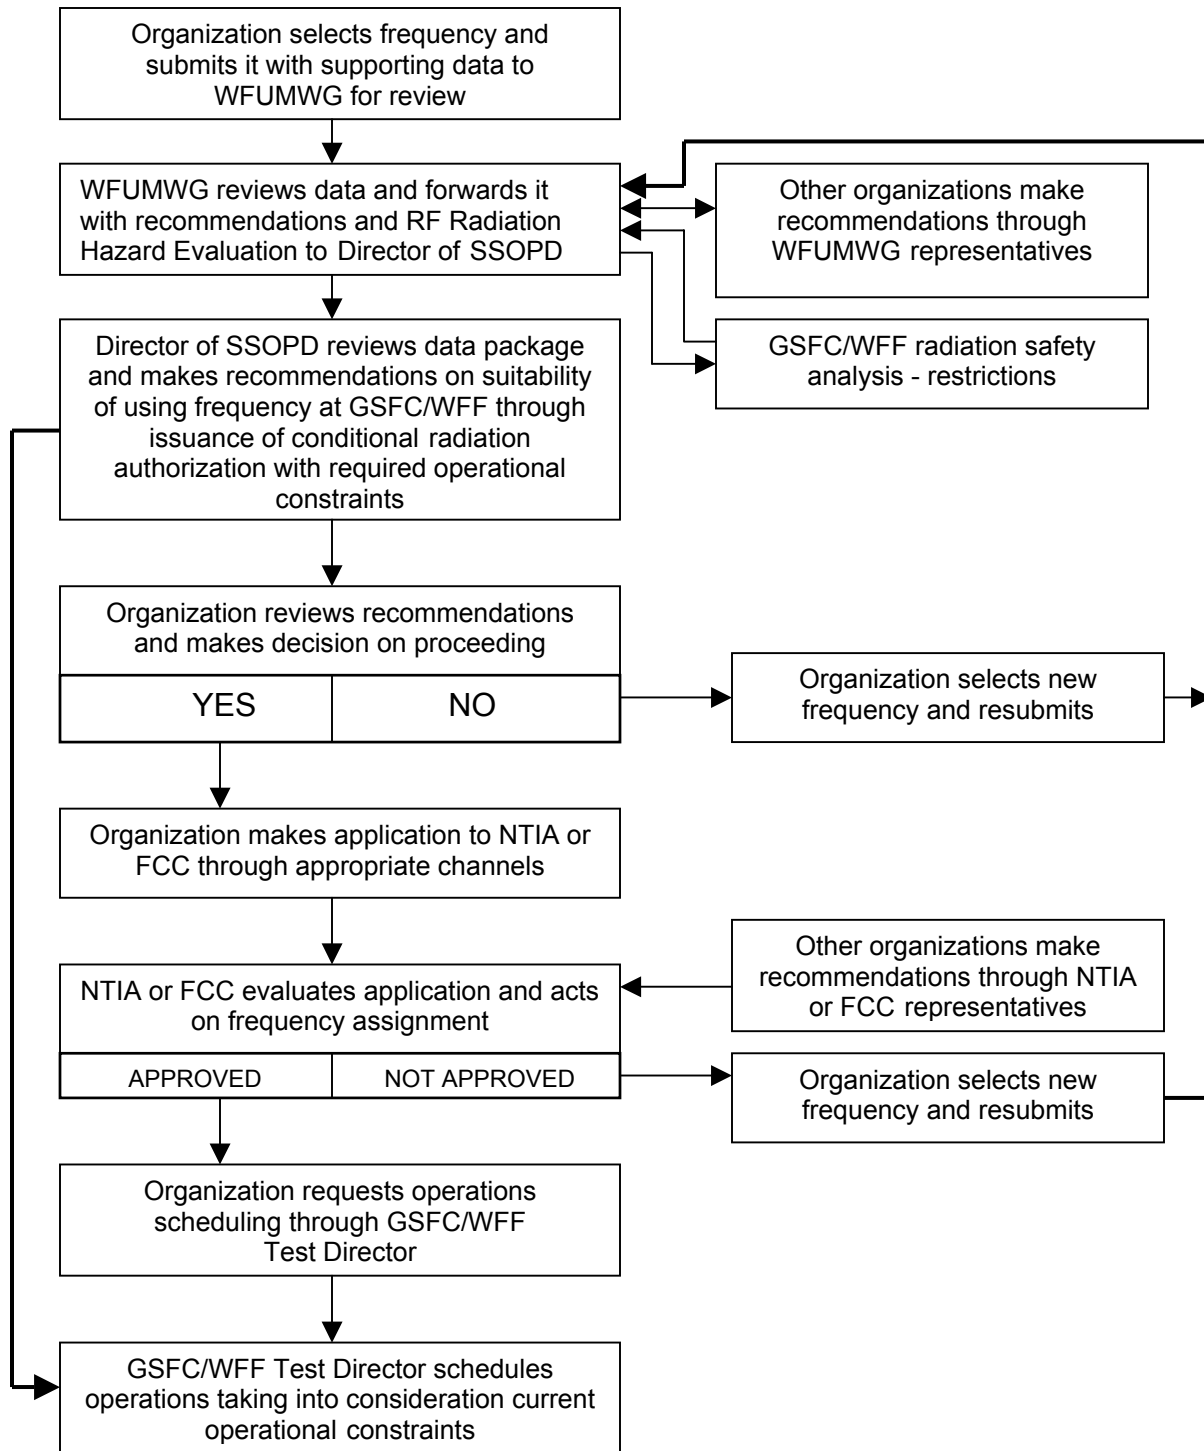 Organization selects frequency and
submits it with supporting data to
WFUMWG for review
WFUMWG reviews data and forwards it
with recommendations and RF Radiation
Hazard Evaluation to Director of SSOPD
Other organizations make
recommendations through
WFUMWG representatives
GSFC/WFF radiation safety
analysis - restrictions
Director of SSOPD reviews data package
and makes recommendations on suitability
of using frequency at GSFC/WFF through
issuance of conditional radiation
authorization with required operational
constraints
Organization reviews recommendations
and makes decision on proceeding
YES
NO
Organization selects new
frequency and resubmits
Organization makes application to NTIA or
FCC through appropriate channels
Other organizations make
recommendations through NTIA
or FCC representatives
NTIA or FCC evaluates application and acts
on frequency assignment
APPROVED
NOT APPROVED
Organization selects new
frequency and resubmits
Organization requests operations
scheduling through GSFC/WFF
Test Director
GSFC/WFF Test Director schedules
operations taking into consideration current
operational constraints